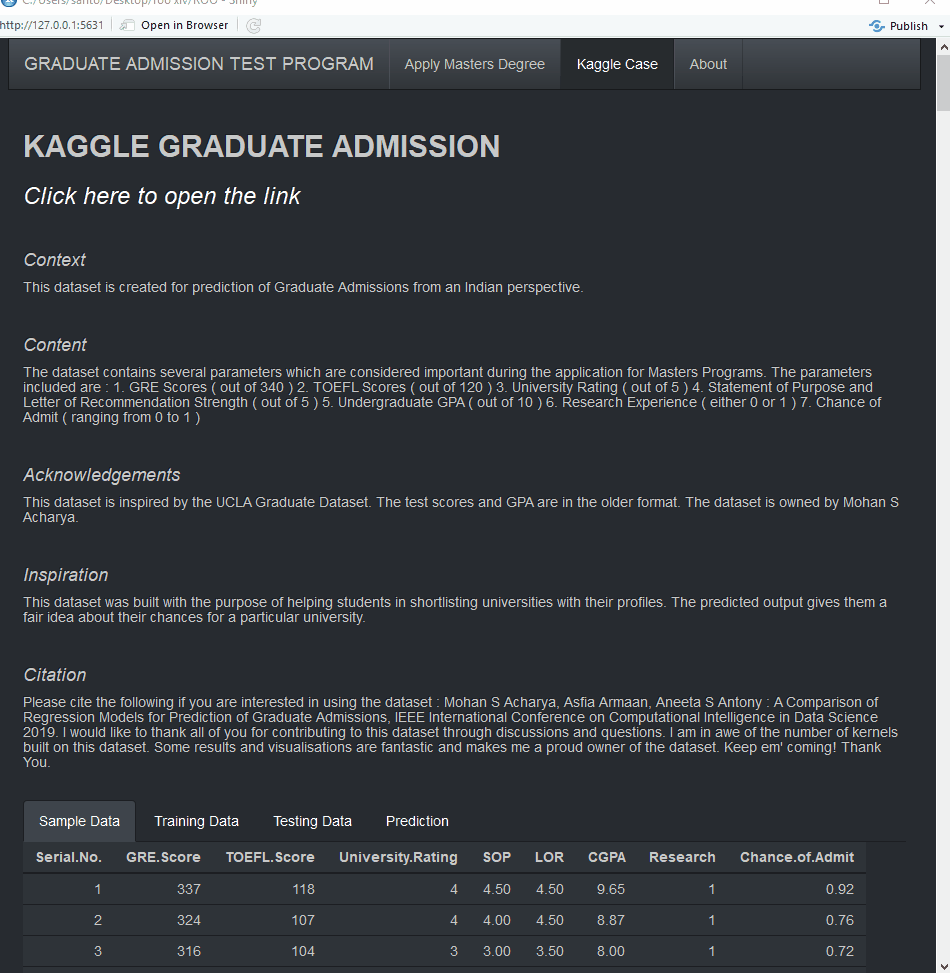 C:/Users/santo/Desktop/Too xiv/ROO - Shiny
http://127.0.0.1:5631 Open in Browser Publish
GRADUATE ADMISSION TEST PROGRAM Apply Masters Degree Kaggle Case About
KAGGLE GRADUATE ADMISSION
Click here to open the link
Context
This dataset is created for prediction of Graduate Admissions from an Indian perspective.
Content
The dataset contains several parameters which are considered important during the application for Masters Programs. The parameters
included are : 1. GRE Scores ( out of 340 ) 2. TOEFL Scores ( out of 120 ) 3. University Rating ( out of 5 ) 4. Statement of Purpose and
Letter of Recommendation Strength ( out of 5 ) 5. Undergraduate GPA ( out of 10 ) 6. Research Experience ( either 0 or 1 ) 7. Chance of
Admit ( ranging from 0 to 1 )
Acknowledgements
This dataset is inspired by the UCLA Graduate Dataset. The test scores and GPA are in the older format. The dataset is owned by Mohan S
Acharya.
Inspiration
This dataset was built with the purpose of helping students in shortlisting universities with their profiles. The predicted output gives them a
fair idea about their chances for a particular university.
Citation
Please cite the following if you are interested in using the dataset : Mohan S Acharya, Asfia Armaan, Aneeta S Antony : A Comparison of
Regression Models for Prediction of Graduate Admissions, IEEE International Conference on Computational Intelligence in Data Science
2019. I would like to thank all of you for contributing to this dataset through discussions and questions. I am in awe of the number of kernels
built on this dataset. Some results and visualisations are fantastic and makes me a proud owner of the dataset. Keep em' coming! Thank
You.
Sample Data Training Data Testing Data Prediction
Serial.No. GRE.Score TOEFL.Score University.Rating SOP LOR CGPA Research Chance.of.Admit
1 337 118 4 4.50 4.50 9.65 1 0.92
2 324 107 4 4.00 4.50 8.87 1 0.76
3 316 104 3 3.00 3.50 8.00 1 0.72